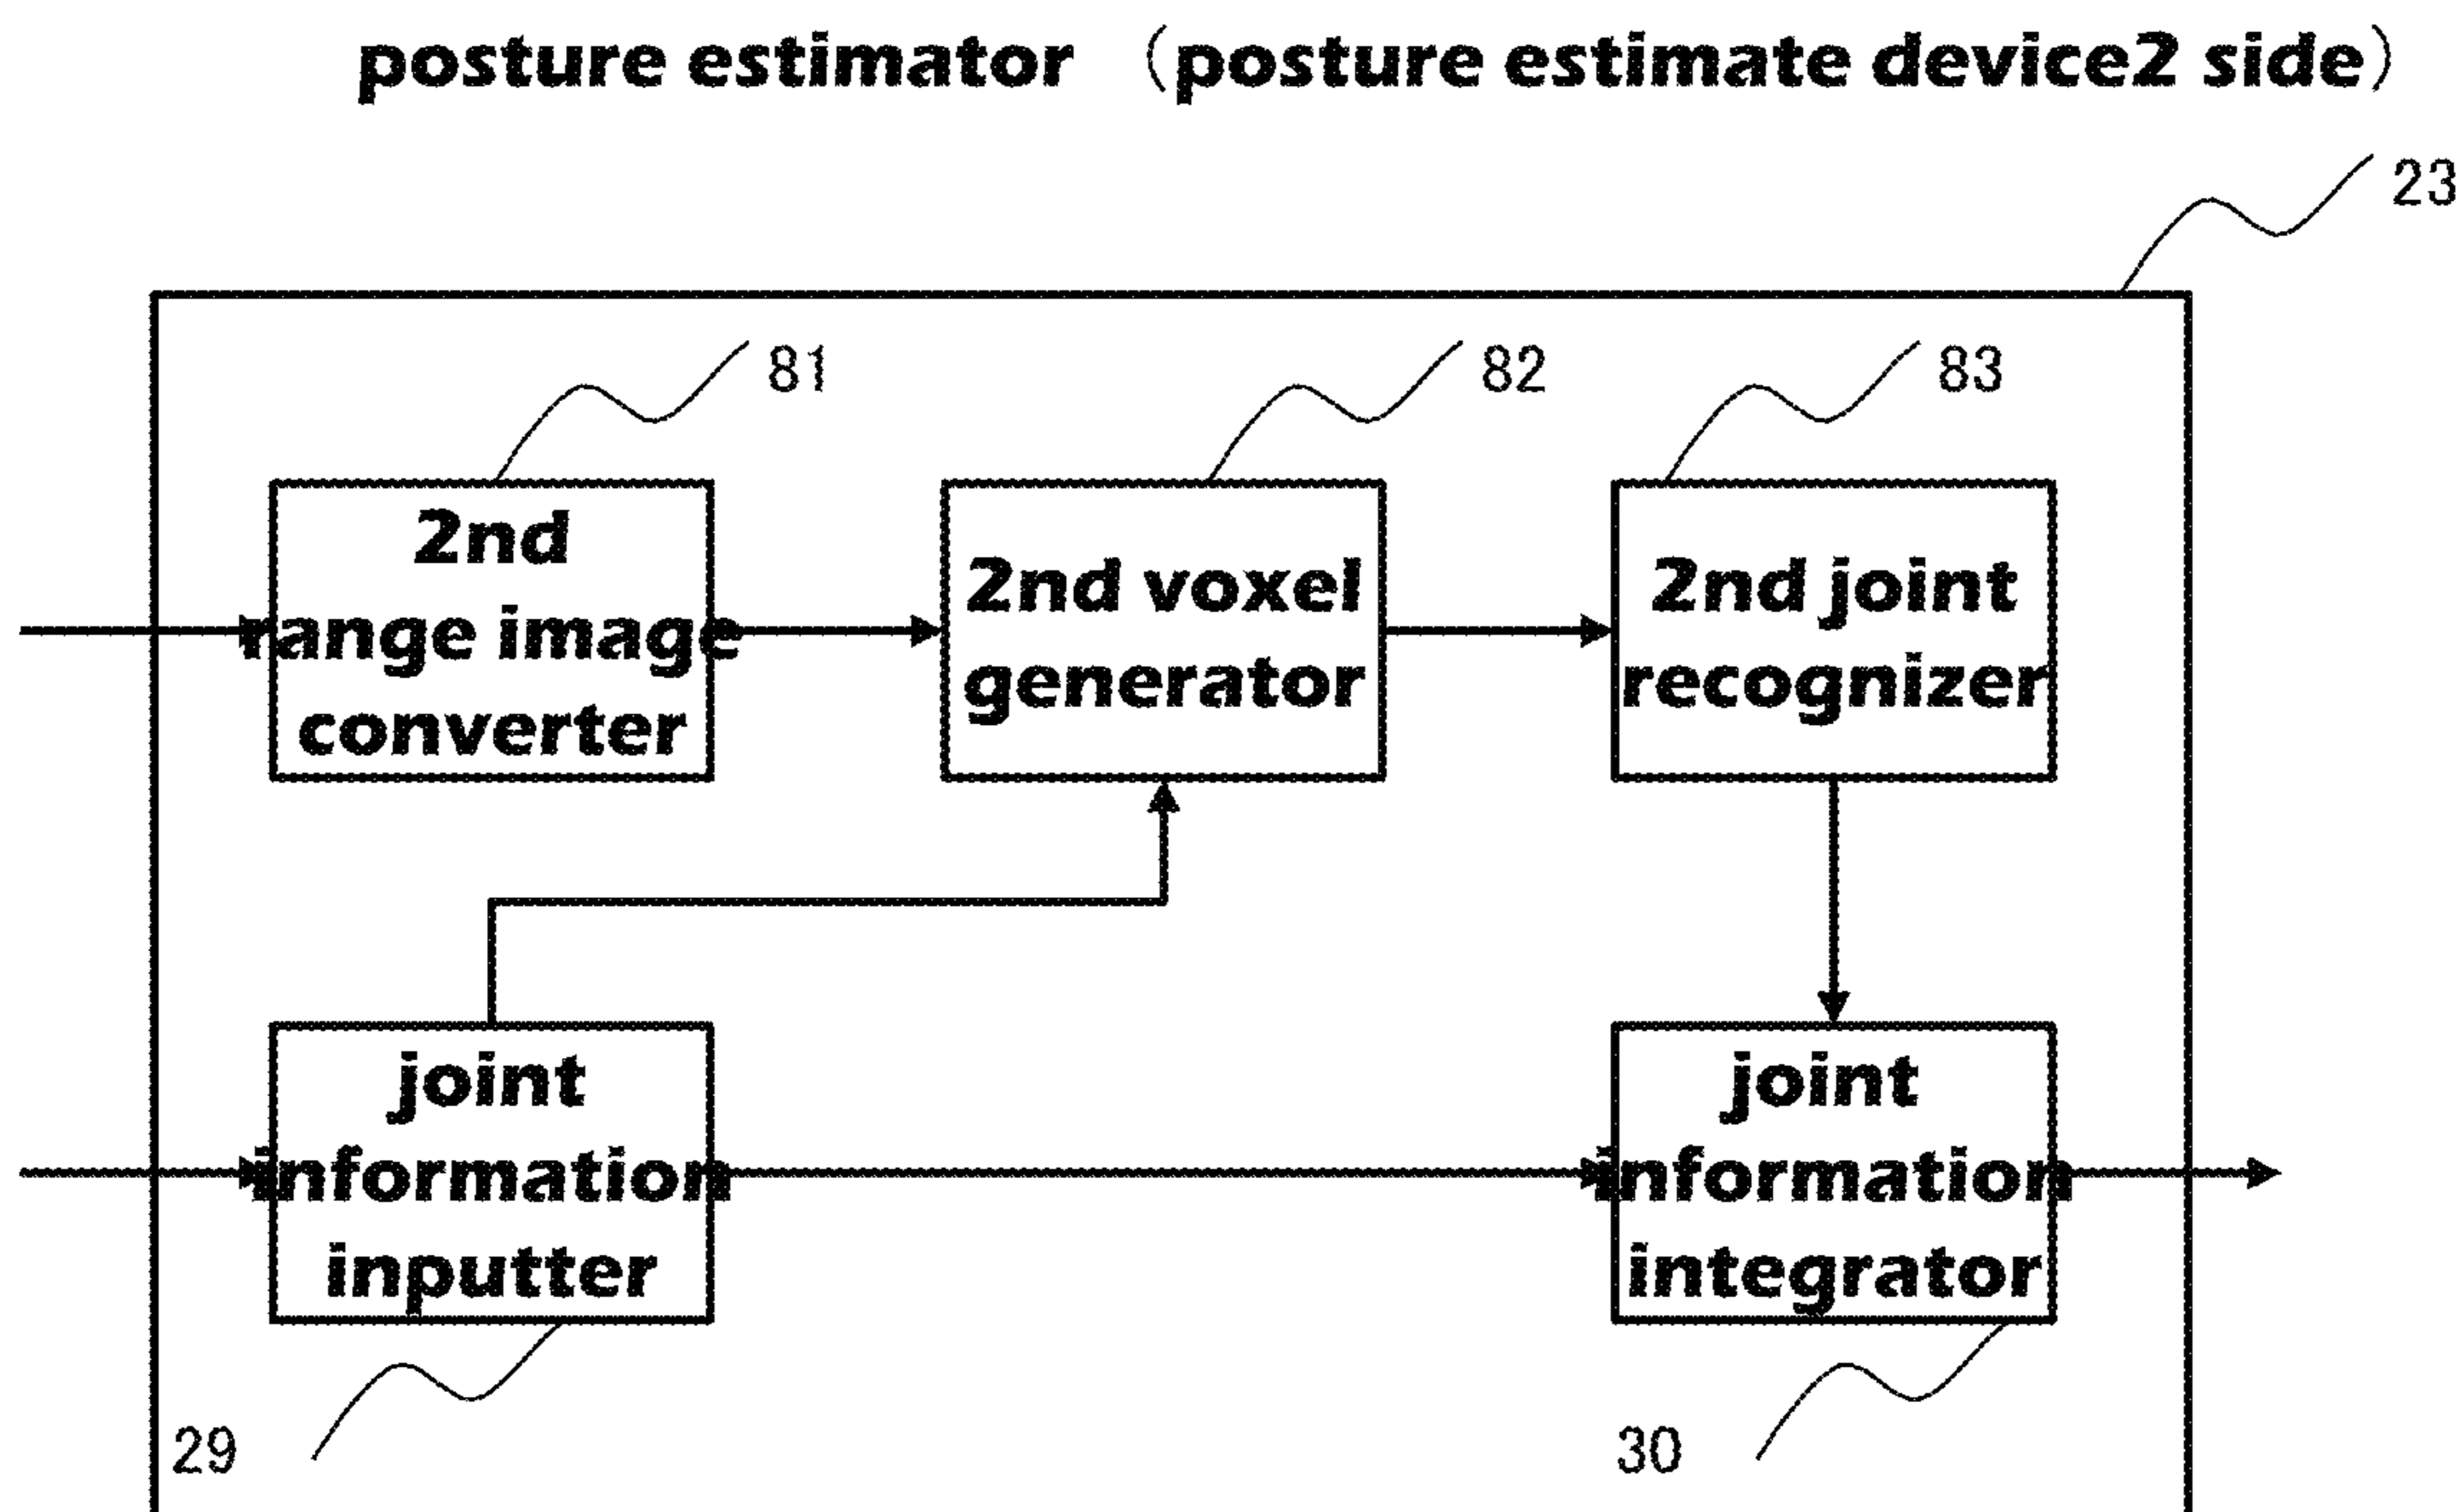 posture estimator （posture estimate device2 side）
23
81
82
83
2nd
range image
converter
2nd voxel
generator
2nd joint
recognizer
joint
information
inputter
joint
information
integrator
29
30